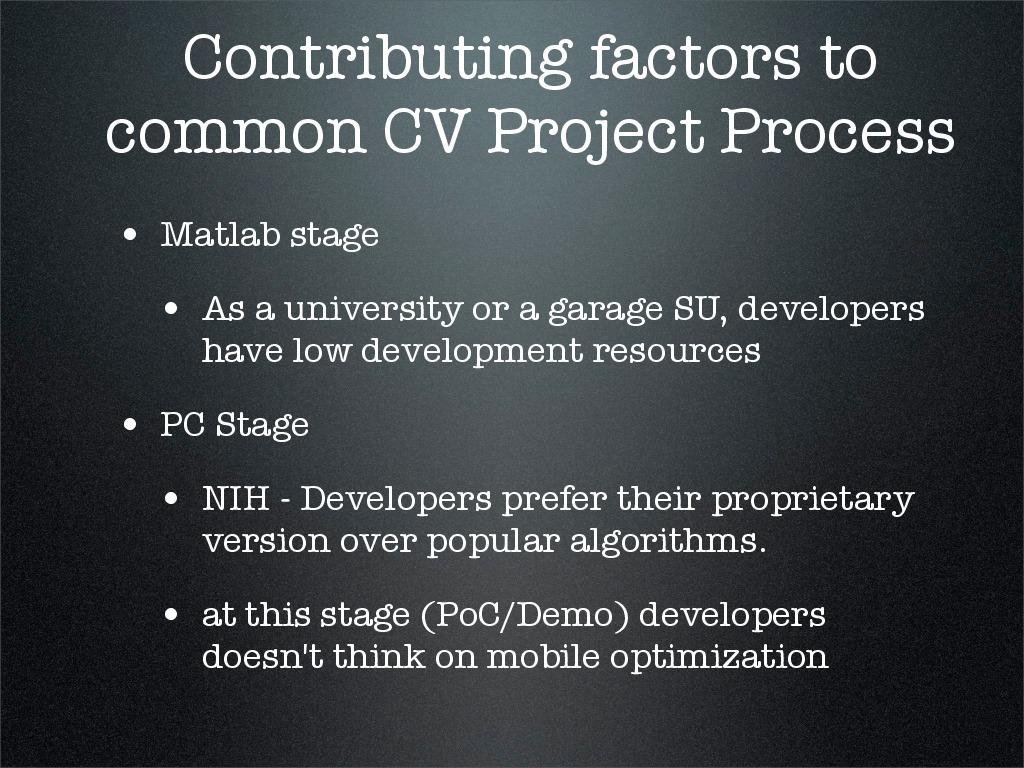 Contributing factors to
common CV Project Process
• Matlab stage
• As a university or a garage SU, developers
have low development resources
• PC Stage
• NIH - Developers prefer their proprietary
version over popular algorithms.
• at this stage (PoC/Demo) developers
doesn't think on mobile optimization